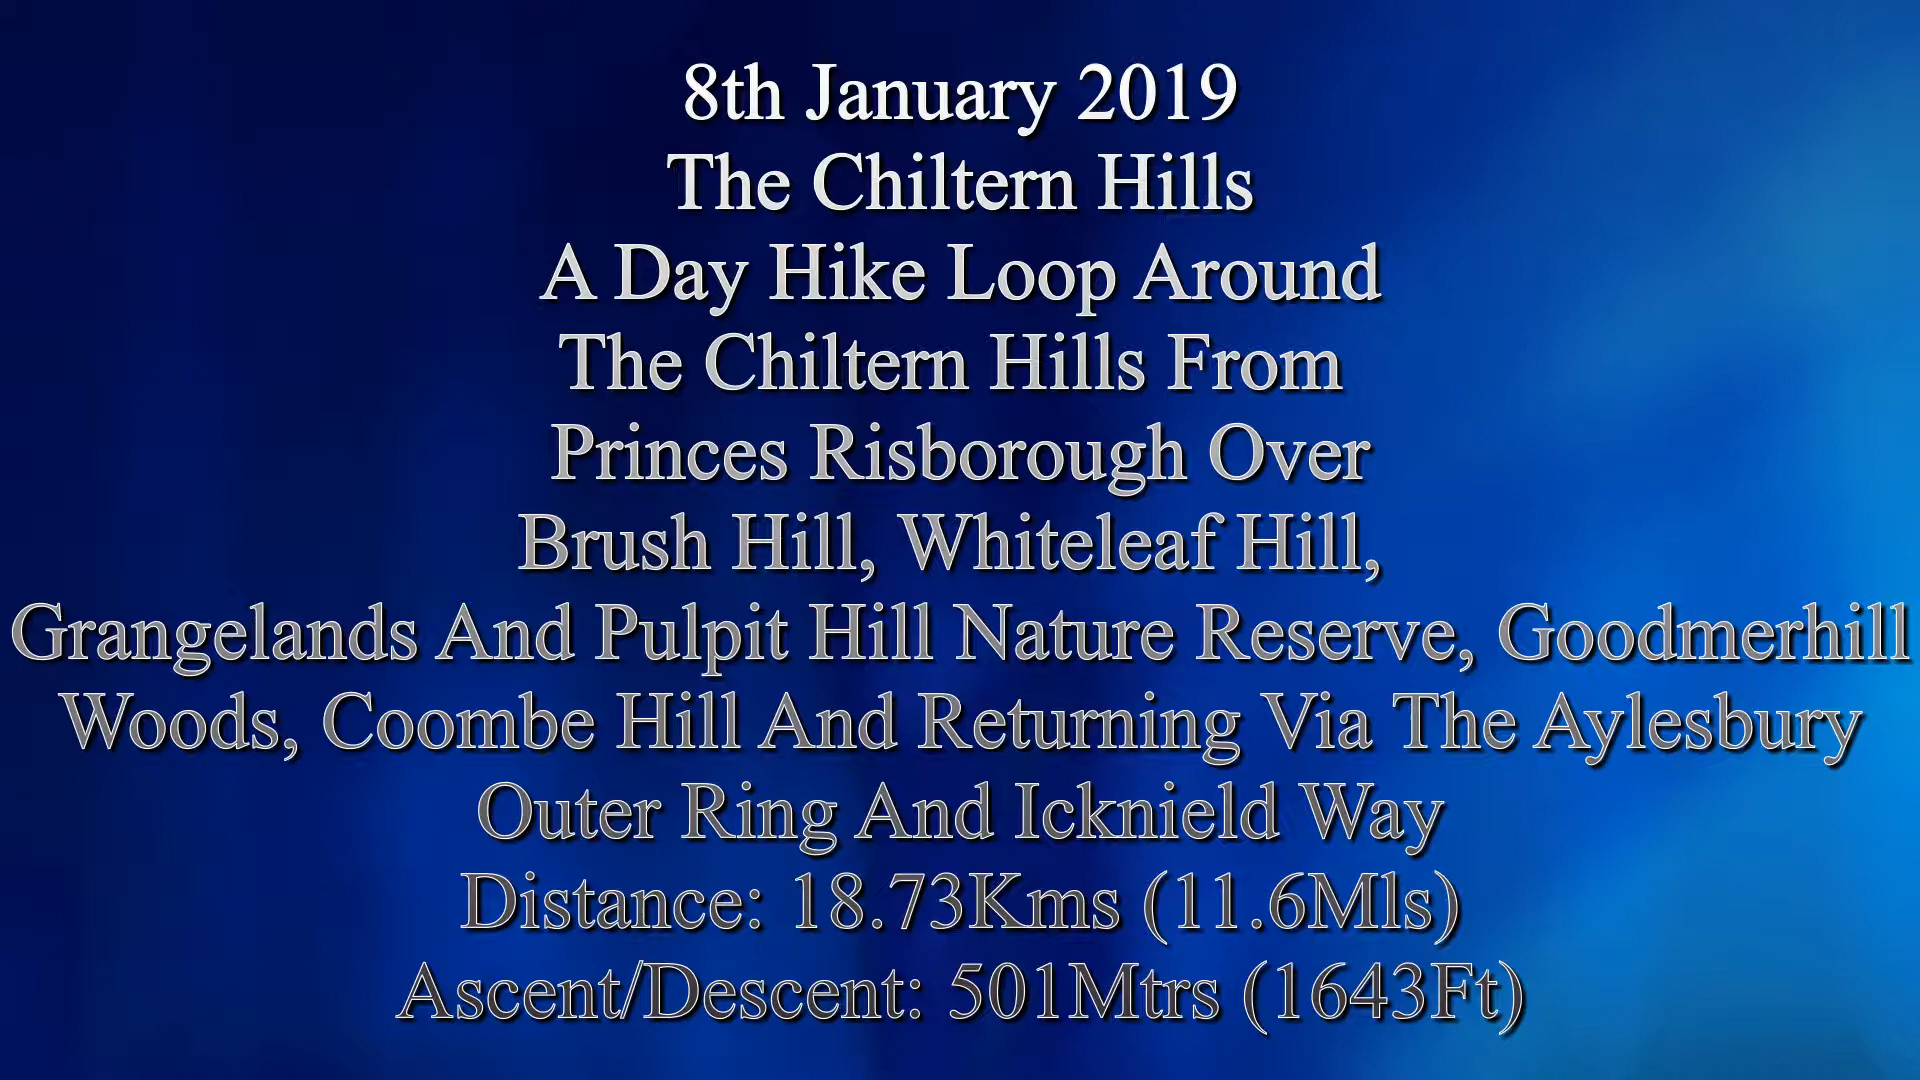 8th January 2019
The Chiltern Hills
A Day Hike Loop Around
The Chiltern Hills From
Princes Risborough Over
Brush Hill, Whiteleaf Hill,
Grangelands And Pulpit Hill Nature Reserve, Goodmerhill
Woods, Coombe Hill And Returning Via The Aylesbury
Outer Ring And Icknield Way
Distance: 18.73Kms (11.6Mls)
Ascent/Descent: 501Mtrs (1643Ft)